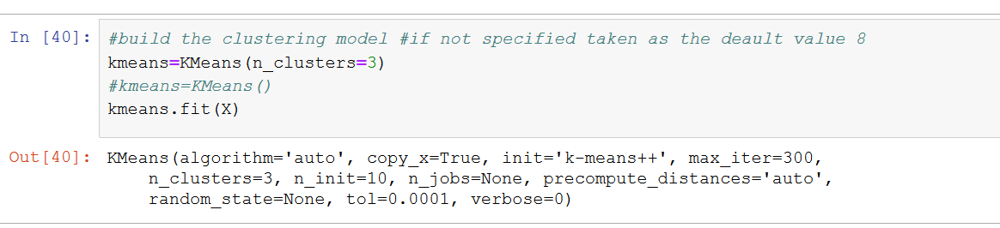 In [40]: #build the clustering model #if not specified taken as the deault value 8
kmeans=KMeans(n_clusters=3)
#kmeans=KMeans()
kmeans.fit(X)
Out[40]: KMeans(algorithm='auto', copy_x=True, init='k-means++', max_iter=300,
n_clusters=3, n_init=10, n_jobs=None, precompute_distances='auto',
random_state=None, tol=0.0001, verbose=0)